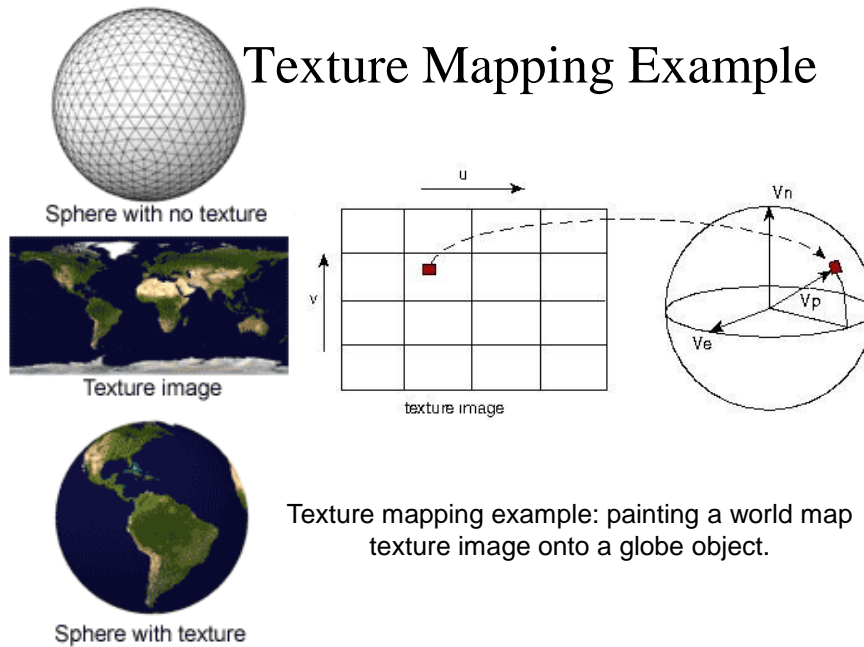 Texture Mapping Example
Sphere with no texture
Texture image
Sphere with texture
u
v
texture image
Vn
Vp
Ve
Texture mapping example: painting a world map
texture image onto a globe object.